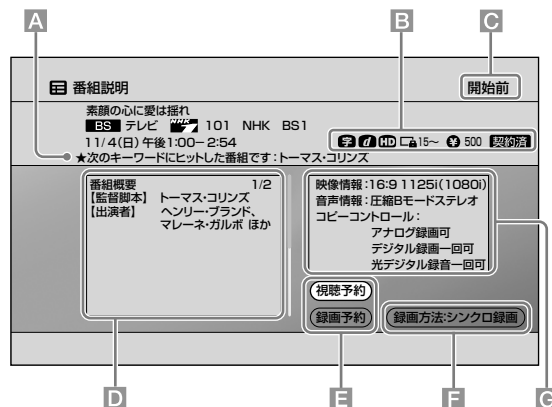 A
B
C
番組説明
開始前
素顔の心に愛は揺れ
BS テレビ 101 NHK BS1
11/4(日)午後1:00−2:54
字 d HD 15〜 ¥ 500 契約済
★次のキーワードにヒットした番組です:トーマス・コリンズ
番組概要 1/2
【監督脚本】 トーマス・コリンズ
【出演者】 ヘンリー・ブランド、
マレーネ・ガルボ ほか
映像情報:16:9 1125i(1080i)
音声情報:圧縮Bモードステレオ
コピーコントロール:
アナログ録画可
デジタル録画一回可
光デジタル録音一回可
視聴予約
録画予約
録画方法:シンクロ録画
D
E
F
G